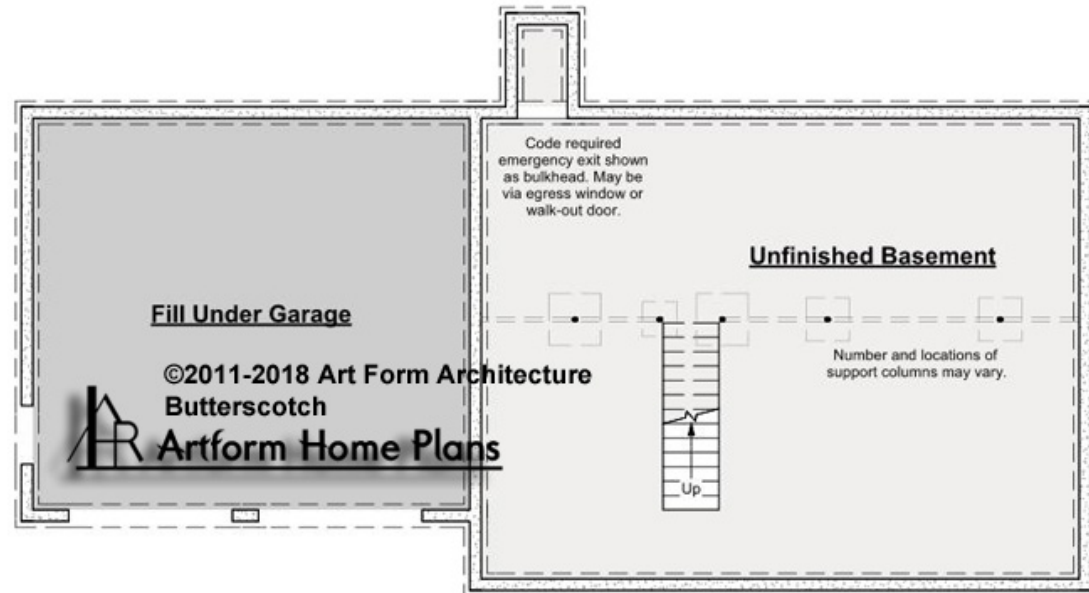 Code required
emergency exit shown
as bulkhead. May be
via egress window or
walk-out door.
Unfinished Basement
Fill Under Garage
Number and locations of
support columns may vary.
©2011-2018 Art Form Architecture
Butterscotch
Artform Home Plans
Up